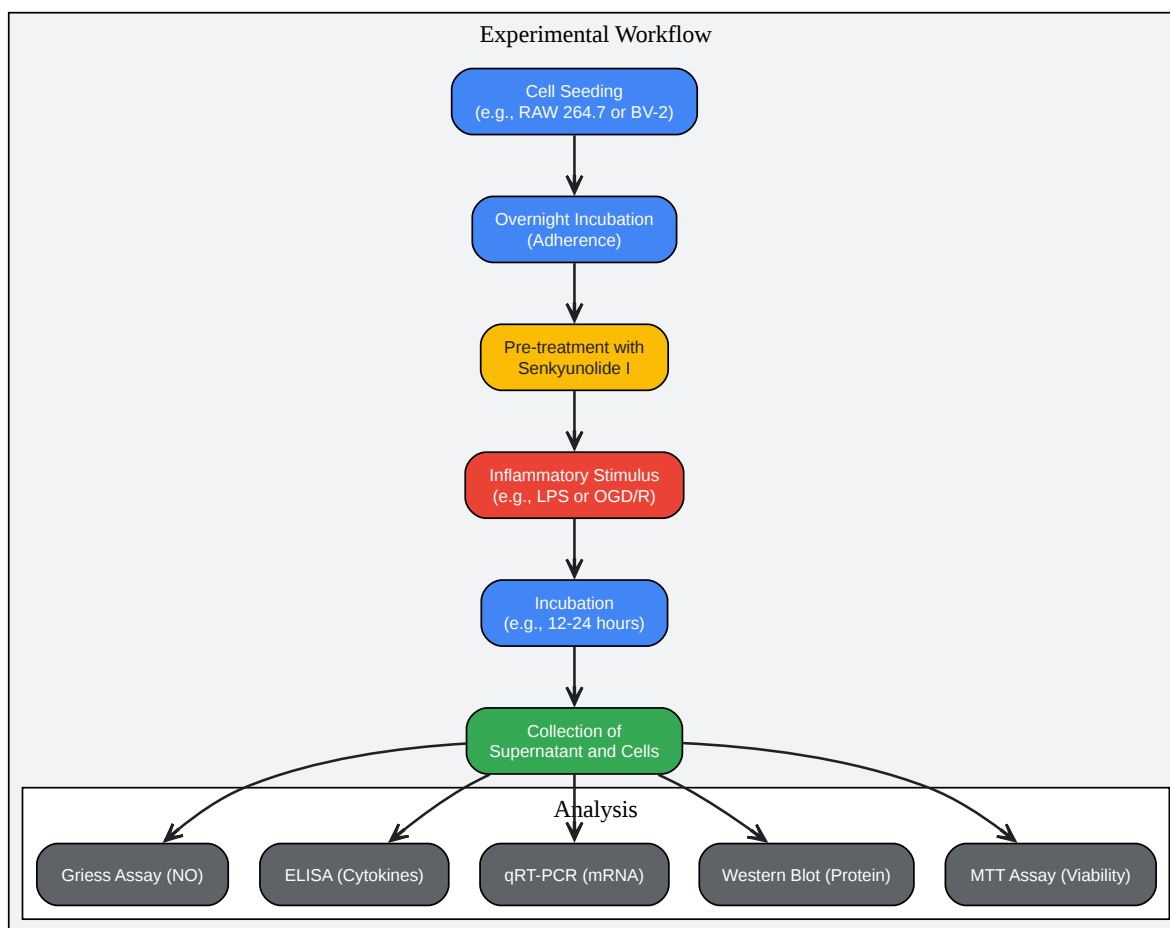 Experimental Workflow
Cell Seeding
(e.g., RAW 264.7 or BV-2)
Overnight Incubation
(Adherence)
Pre-treatment with
Senkyunolide I
Inflammatory Stimulus
(e.g., LPS or OGD/R)
Incubation
(e.g., 12-24 hours)
Collection of
Supernatant and Cells
Analysis
Griess Assay (NO)
ELISA (Cytokines)
qRT-PCR (mRNA)
Western Blot (Protein)
MTT Assay (Viability)